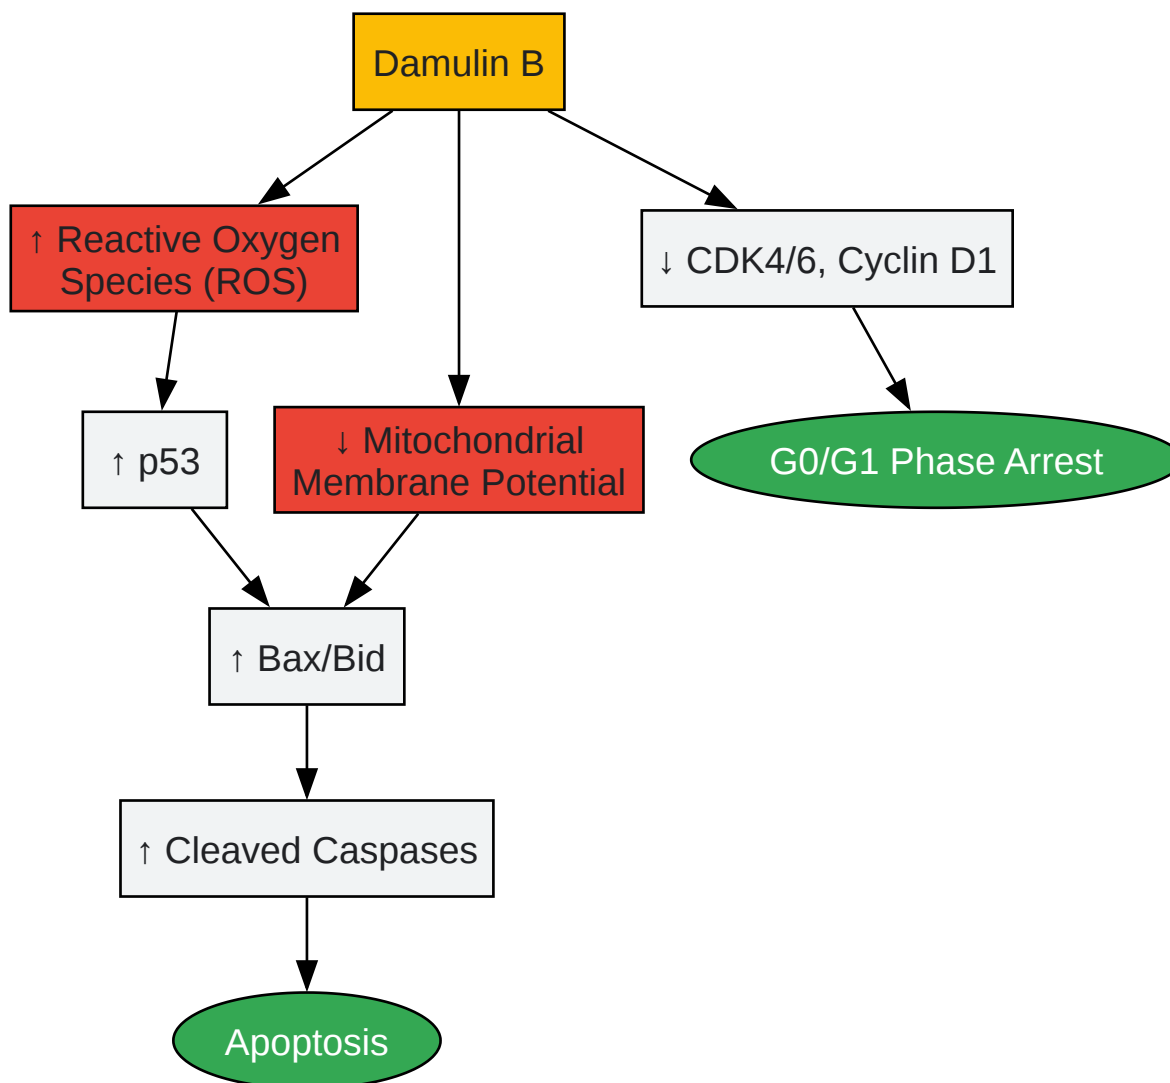 Damulin B
↑ Reactive Oxygen
Species (ROS)
↓ CDK4/6, Cyclin D1
↑ p53
↓ Mitochondrial
Membrane Potential
G0/G1 Phase Arrest
↑ Bax/Bid
↑ Cleaved Caspases
Apoptosis